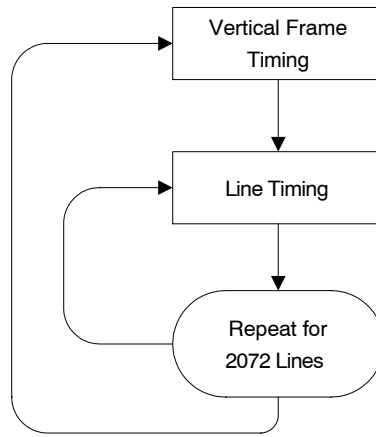 Vertical Frame
Timing
Line Timing
Repeat for
2072 Lines